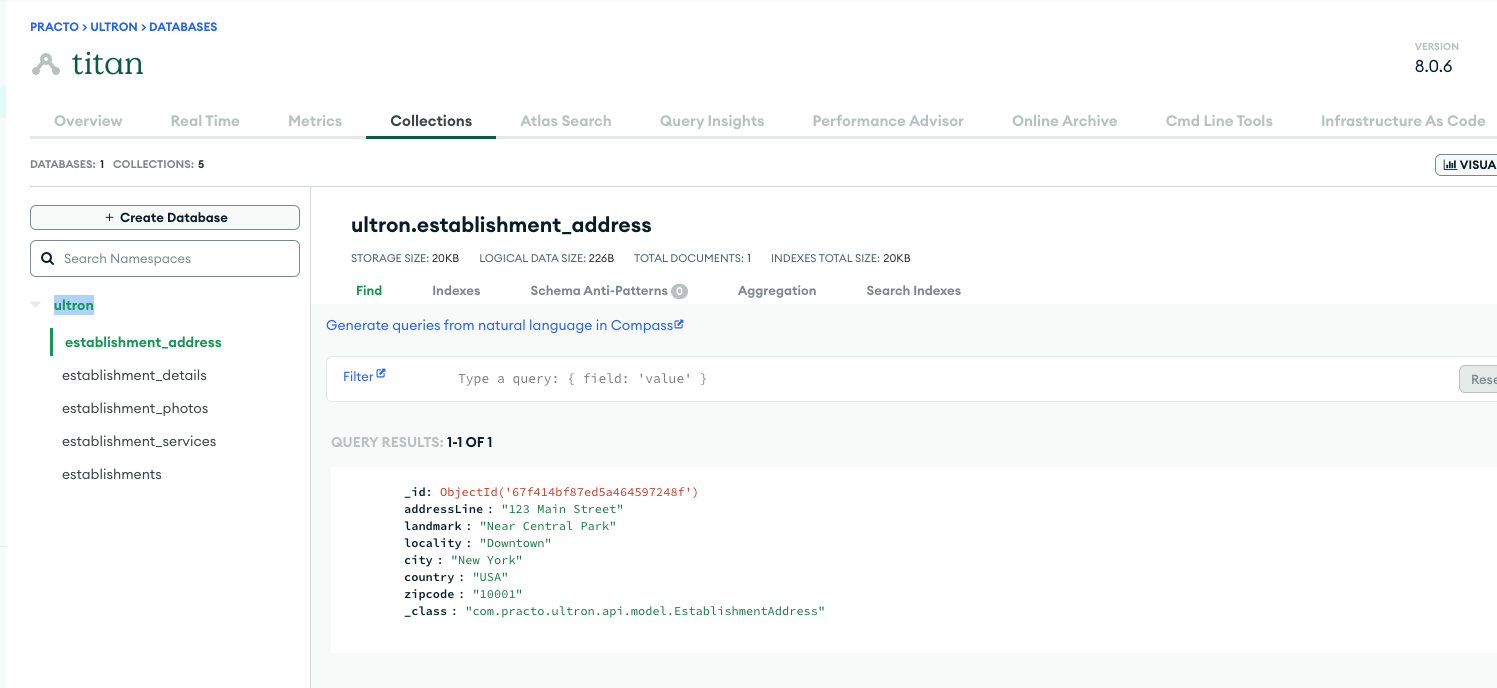 PRACTO > ULTRON > DATABASES
titan
VERSION
8.0.6
Overview Real Time Metrics Collections Atlas Search Query Insights Performance Advisor Online Archive Cmd Line Tools Infrastructure As Code
DATABASES: 1 COLLECTIONS: 5
VISUA
+ Create Database
Search Namespaces
ultron
establishment_address
establishment_details
establishment_photos
establishment_services
establishments
ultron.establishment_address
STORAGE SIZE: 20KB LOGICAL DATA SIZE: 226B TOTAL DOCUMENTS: 1 INDEXES TOTAL SIZE: 20KB
Find Indexes Schema Anti-Patterns 0 Aggregation Search Indexes
Generate queries from natural language in Compass
Filter Type a query: { field: 'value' } Rese
QUERY RESULTS: 1-1 OF 1
_id: ObjectId('67f414bf87ed5a464597248f')
addressLine : "123 Main Street"
landmark : "Near Central Park"
locality : "Downtown"
city : "New York"
country : "USA"
zipcode : "10001"
_class : "com.practo.ultron.api.model.EstablishmentAddress"